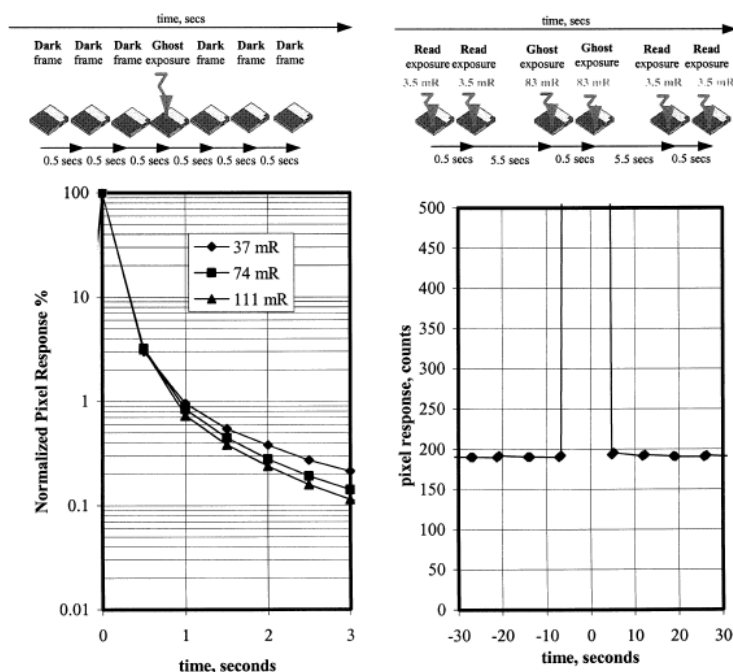 time, secs
Dark Dark Dark Ghost Dark Dark Dark
frame frame frame exposure frame frame frame
0.5 secs 0.5 secs 0.5 secs 0.5 secs 0.5 secs 0.5 secs
100
10
1
0.1
0.01
37 mR
74 mR
111 mR
Normalized Pixel Response %
0 1 2 3
time, seconds
time, secs
Read Read Ghost Ghost Read Read
exposure exposure exposure exposure exposure exposure
3.5 mR 3.5 mR 83 mR 83 mR 3.5 mR 3.5 mR
0.5 secs 5.5 secs 0.5 secs 5.5 secs 0.5 secs
500
450
400
350
300
250
200
150
100
50
0
pixel response, counts
-30 -20 -10 0 10 20 30
time, seconds